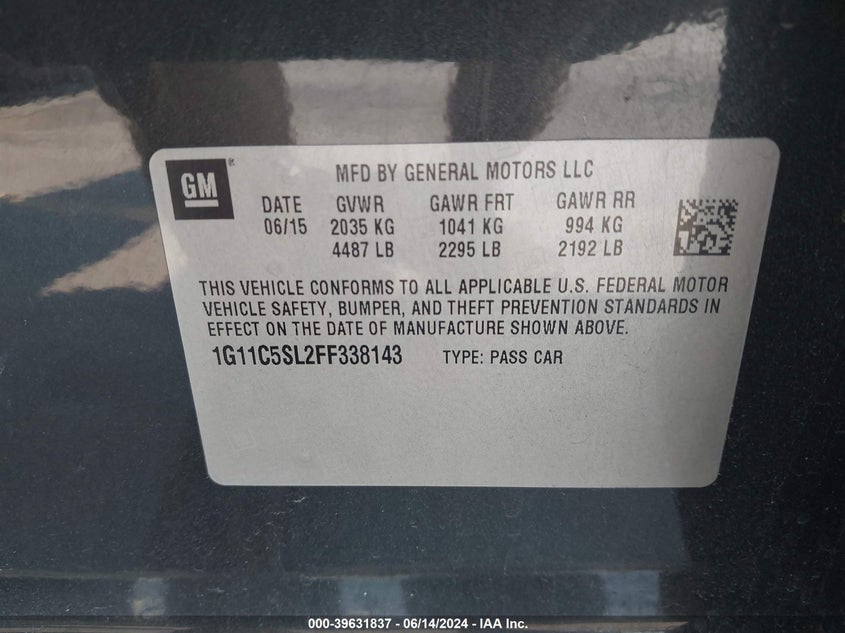 GM®
MFD BY GENERAL MOTORS LLC
DATE GVWR GAWR FRT GAWR RR
06/15 2035 KG 1041 KG 994 KG
4487 LB 2295 LB 2192 LB
THIS VEHICLE CONFORMS TO ALL APPLICABLE U.S. FEDERAL MOTOR
VEHICLE SAFETY, BUMPER, AND THEFT PREVENTION STANDARDS IN
EFFECT ON THE DATE OF MANUFACTURE SHOWN ABOVE.
1G11C5SL2FF338143 TYPE: PASS CAR
000-39631837 - 06/14/2024 - IAA Inc.